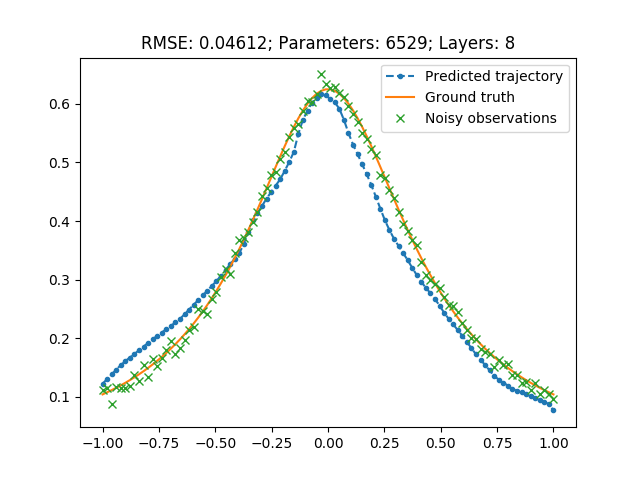 RMSE: 0.04612; Parameters: 6529; Layers: 8
Predicted trajectory
Ground truth
Noisy observations
0.6
0.5
0.4
0.3
0.2
0.1
−1.00 −0.75 −0.50 −0.25 0.00 0.25 0.50 0.75 1.00